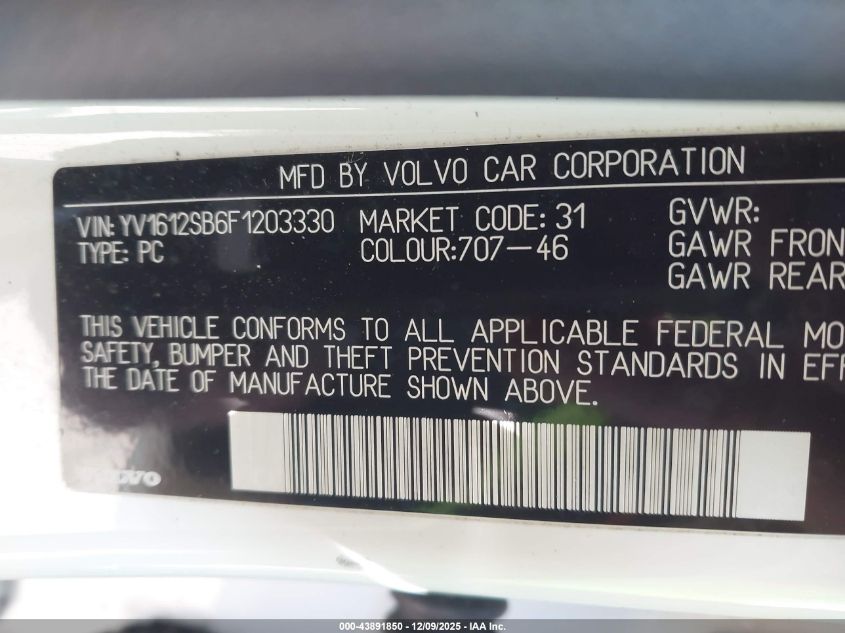 MFD BY VOLVO CAR CORPORATION
VIN: YV1612SB6F1203330 MARKET CODE: 31 GVWR:
TYPE: PC COLOUR:707-46 GAWR FRON
GAWR REAR
THIS VEHICLE CONFORMS TO ALL APPLICABLE FEDERAL MO
SAFETY, BUMPER AND THEFT PREVENTION STANDARDS IN EFF
THE DATE OF MANUFACTURE SHOWN ABOVE.
VOLVO
000-43891850 - 12/09/2025 - IAA Inc.